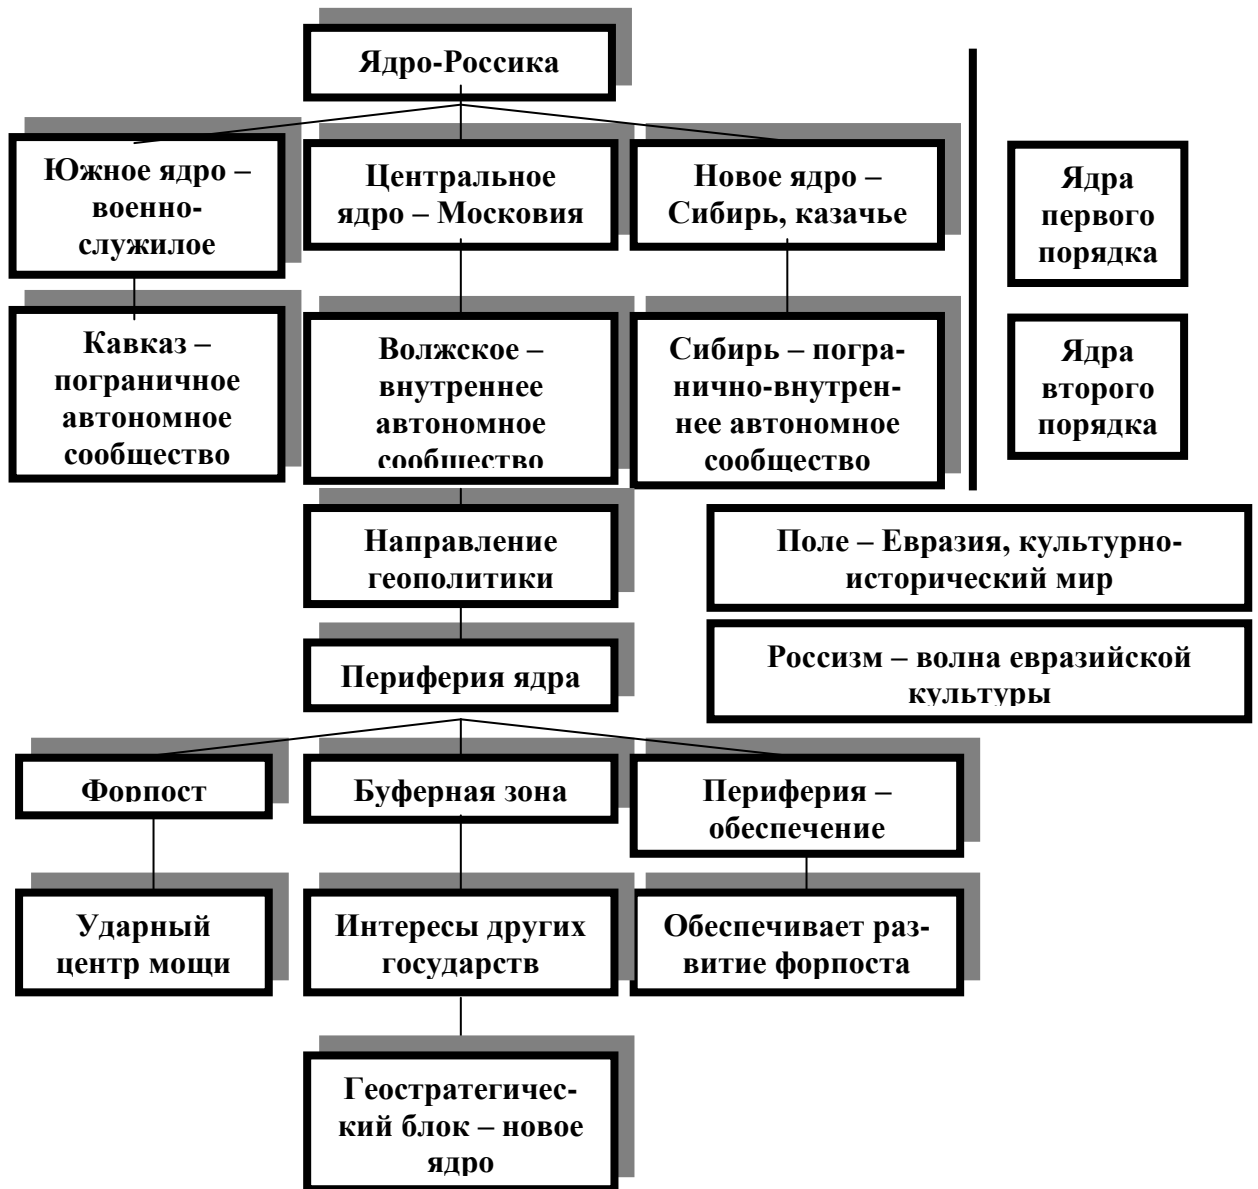 Ядро-Россика
Южное ядро –
военно-
служилое
Центральное
ядро – Московия
Новое ядро –
Сибирь, казачье
Ядра
первого
порядка
Кавказ –
пограничное
автономное
сообщество
Волжское –
внутреннее
автономное
сообщество
Сибирь – погра-
нично-внутрен-
нее автономное
сообщество
Ядра
второго
порядка
Направление
геополитики
Поле – Евразия, культурно-
исторический мир
Периферия ядра
Россизм – волна евразийской
культуры
Форпост
Буферная зона
Периферия –
обеспечение
Ударный
центр мощи
Интересы других
государств
Обеспечивает раз-
витие форпоста
Геостратегичес-
кий блок – новое
ядро